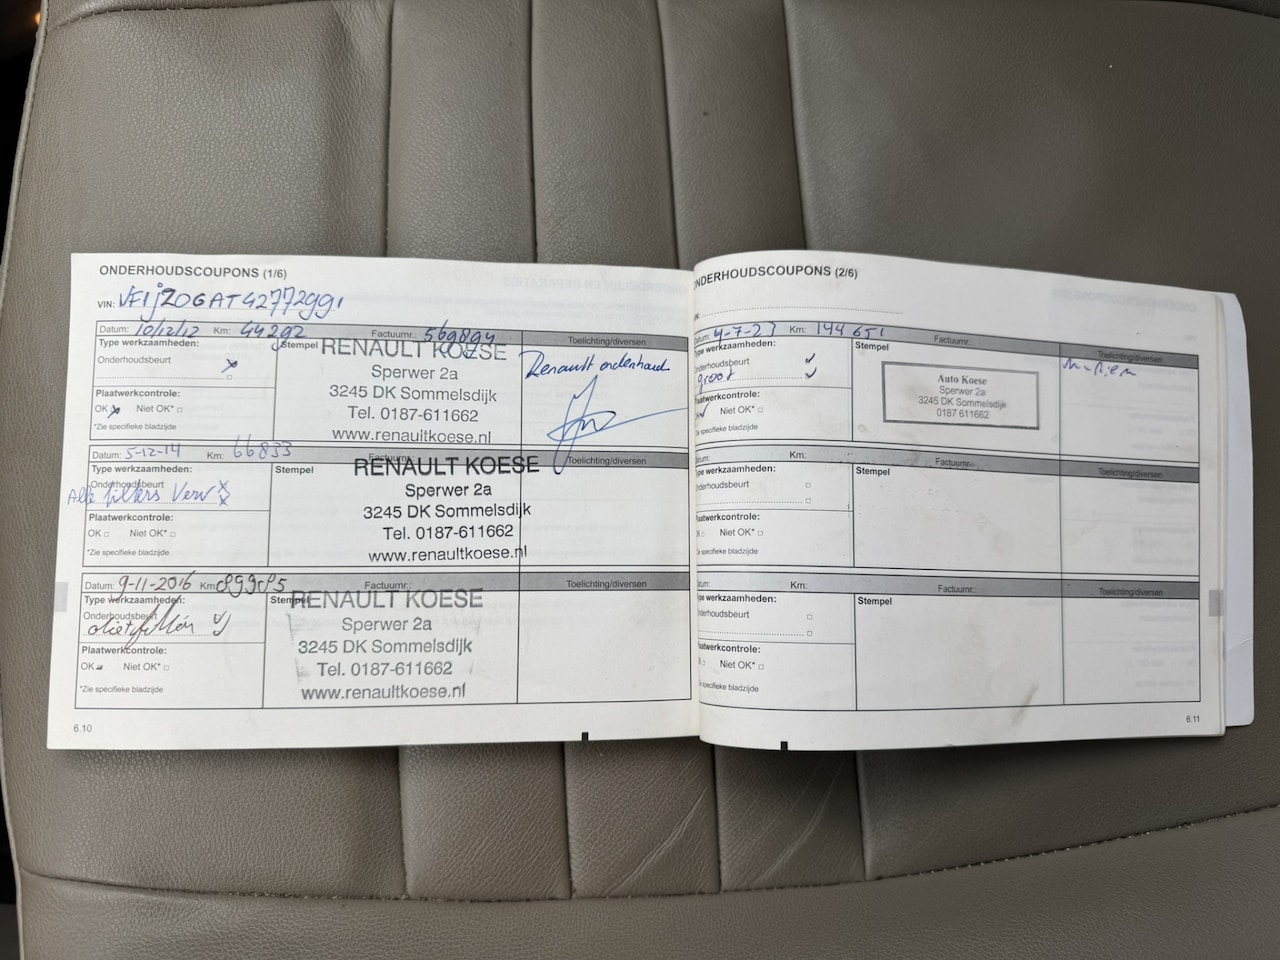 ONDERHOUDSCOUPONS (1/6)
VIN: VF1JZ0GAT42772991
Datum: 10/12/12 Km: 44292 Factuurnr.: 569894
Type werkzaamheden: Stempel Toelichting/diversen
Onderhoudsbeurt
Plaatwerkcontrole:
OK Niet OK*
*Zie specifieke bladzijde
RENAULT KOESE
Sperwer 2a
3245 DK Sommelsdijk
Tel. 0187-611662
www.renaultkoese.nl
Renault onderhoud
Datum: 5-12-14 Km: 66833
Type werkzaamheden: Stempel Toelichting/diversen
Onderhoudsbeurt
Alle filters Verv
Plaatwerkcontrole:
OK Niet OK*
*Zie specifieke bladzijde
RENAULT KOESE
Sperwer 2a
3245 DK Sommelsdijk
Tel. 0187-611662
www.renaultkoese.nl
Datum: 9-11-2016 Km: 89985 Factuurnr.:
Type werkzaamheden: Stempel Toelichting/diversen
Onderhoudsbeurt
Plaatwerkcontrole:
OK Niet OK*
*Zie specifieke bladzijde
RENAULT KOESE
Sperwer 2a
3245 DK Sommelsdijk
Tel. 0187-611662
www.renaultkoese.nl
6.10
ONDERHOUDSCOUPONS (2/6)
Datum: 4-7-23 Km: 144651 Factuurnr.:
Type werkzaamheden: Stempel Toelichting/diversen
Onderhoudsbeurt
groot
Plaatwerkcontrole:
OK Niet OK*
*Zie specifieke bladzijde
Auto Koese
Sperwer 2a
3245 DK Sommelsdijk
0187 611662
Datum: Km: Factuurnr.:
Type werkzaamheden: Stempel Toelichting/diversen
Onderhoudsbeurt
Plaatwerkcontrole:
OK Niet OK*
*Zie specifieke bladzijde
Datum: Km: Factuurnr.:
Type werkzaamheden: Stempel Toelichting/diversen
Onderhoudsbeurt
Plaatwerkcontrole:
OK Niet OK*
*Zie specifieke bladzijde
6.11